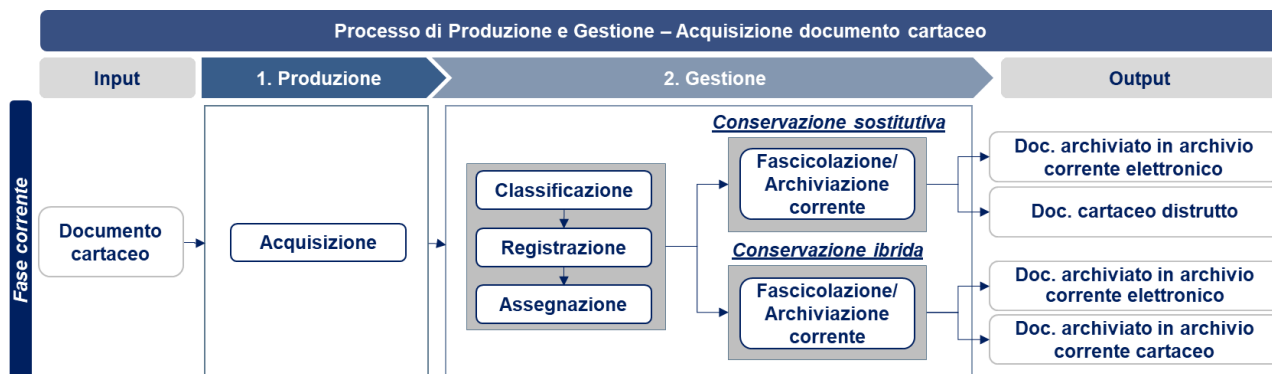 Processo di Produzione e Gestione – Acquisizione documento cartaceo
Input
1. Produzione
2. Gestione
Output
Fase corrente
Documento
cartaceo
Acquisizione
Classificazione
Registrazione
Assegnazione
Conservazione sostitutiva
Fascicolazione/
Archiviazione
corrente
Conservazione ibrida
Fascicolazione/
Archiviazione
corrente
Doc. archiviato in archivio
corrente elettronico
Doc. cartaceo distrutto
Doc. archiviato in archivio
corrente elettronico
Doc. archiviato in archivio
corrente cartaceo